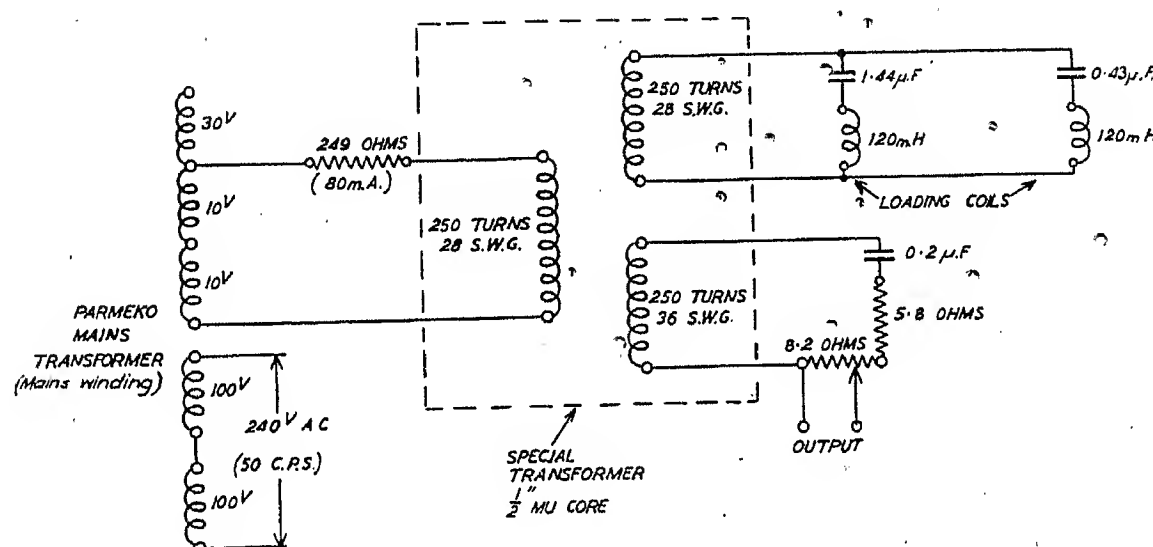 30V
10V
10V
PARMEKO
MAINS
TRANSFORMER
(Mains winding)
100V
100V
240V A C
(50 C.P.S.)
249 OHMS
(80m.A.)
250 TURNS
28 S.W.G.
250 TURNS
28 S.W.G.
250 TURNS
36 S.W.G.
1.44μ.F
120mH
0.43μ.F.
120mH
LOADING COILS
0.2μ.F
5.8 OHMS
8.2 OHMS
OUTPUT
SPECIAL
TRANSFORMER
1/2" MU CORE